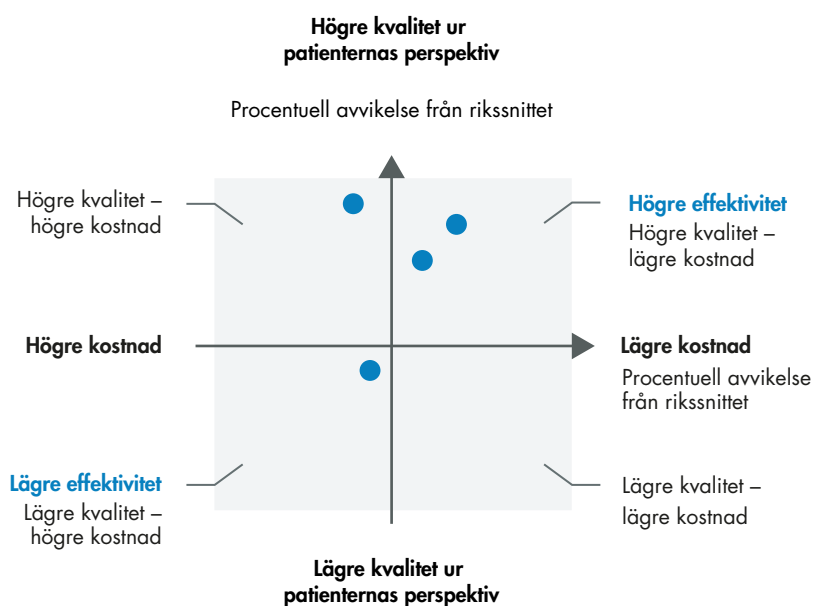 Högre kvalitet ur
patienternas perspektiv
Procentuell avvikelse från rikssnittet
Högre kvalitet –
högre kostnad
Högre effektivitet
Högre kvalitet –
lägre kostnad
Högre kostnad
Lägre kostnad
Procentuell avvikelse
från rikssnittet
Lägre effektivitet
Lägre kvalitet –
högre kostnad
Lägre kvalitet –
lägre kostnad
Lägre kvalitet ur
patienternas perspektiv